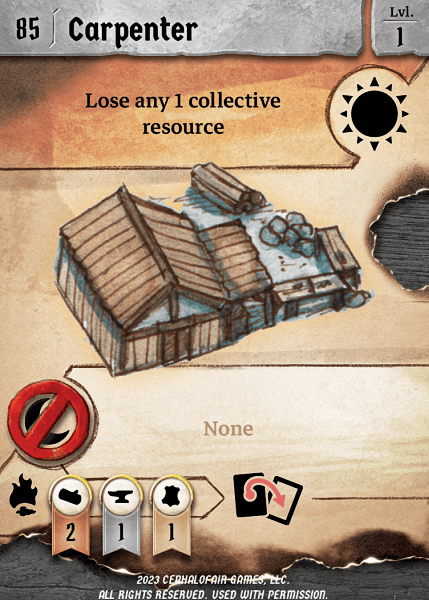 85 Carpenter
Lvl.
1
Lose any 1 collective
resource
None
2 1 1
2023 CEPHALOFAIR GAMES, LLC.
ALL RIGHTS RESERVED. USED WITH PERMISSION.